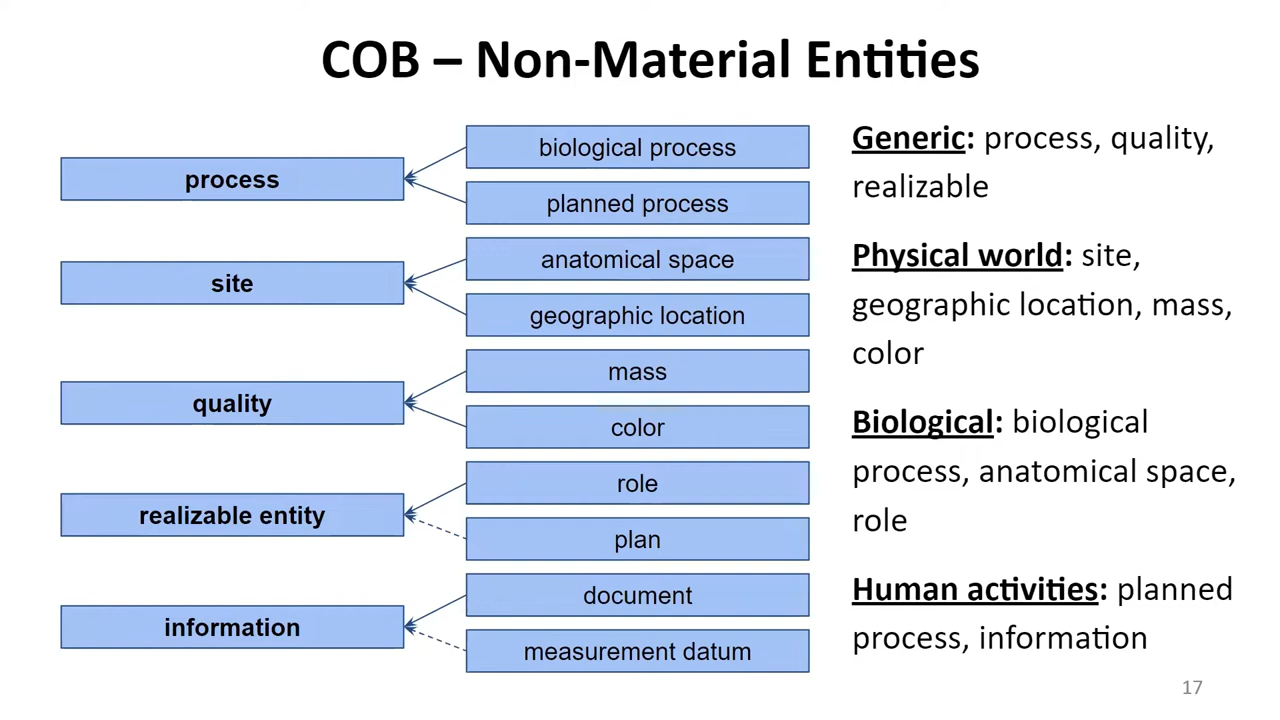 COB – Non-Material Entities
process
site
quality
realizable entity
information
biological process
planned process
anatomical space
geographic location
mass
color
role
plan
document
measurement datum
Generic: process, quality,
realizable
Physical world: site,
geographic location, mass,
color
Biological: biological
process, anatomical space,
role
Human activities: planned
process, information
17